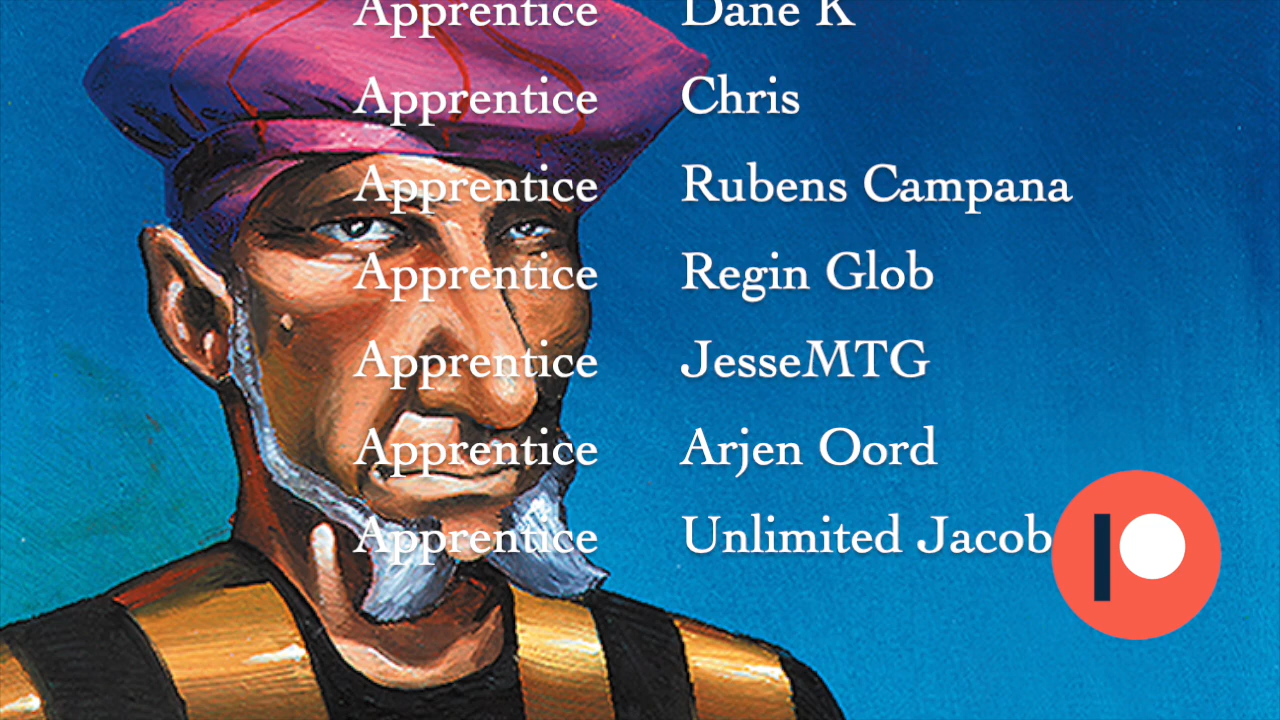 Apprentice Dane K
Apprentice Chris
Apprentice Rubens Campana
Apprentice Regin Glob
Apprentice JesseMTG
Apprentice Arjen Oord
Apprentice Unlimited Jacob